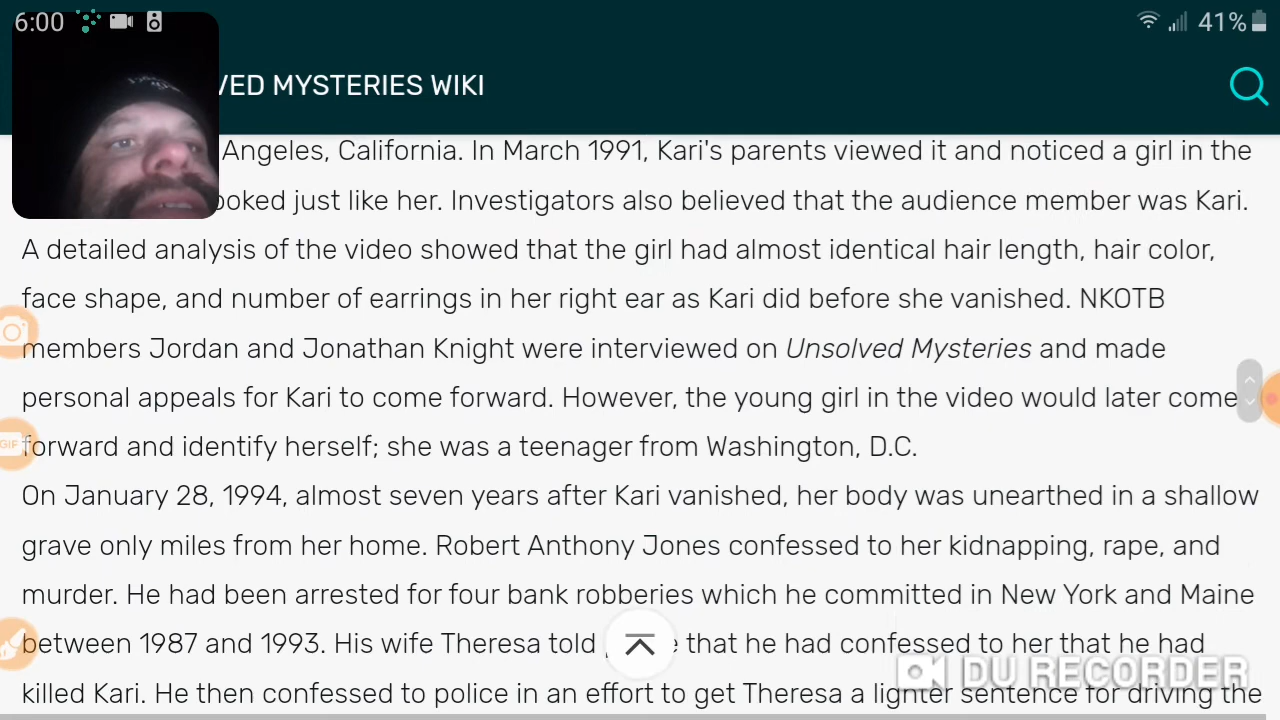 6:00
41%
VED MYSTERIES WIKI
Angeles, California. In March 1991, Kari's parents viewed it and noticed a girl in the
ooked just like her. Investigators also believed that the audience member was Kari.
A detailed analysis of the video showed that the girl had almost identical hair length, hair color,
face shape, and number of earrings in her right ear as Kari did before she vanished. NKOTB
members Jordan and Jonathan Knight were interviewed on Unsolved Mysteries and made
personal appeals for Kari to come forward. However, the young girl in the video would later come
GIF
forward and identify herself; she was a teenager from Washington, D.C.
On January 28, 1994, almost seven years after Kari vanished, her body was unearthed in a shallow
grave only miles from her home. Robert Anthony Jones confessed to her kidnapping, rape, and
murder. He had been arrested for four bank robberies which he committed in New York and Maine
between 1987 and 1993. His wife Theresa told that he had confessed to her that he had
DU RECORDER
killed Kari. He then confessed to police in an effort to get Theresa a lighter sentence for driving the